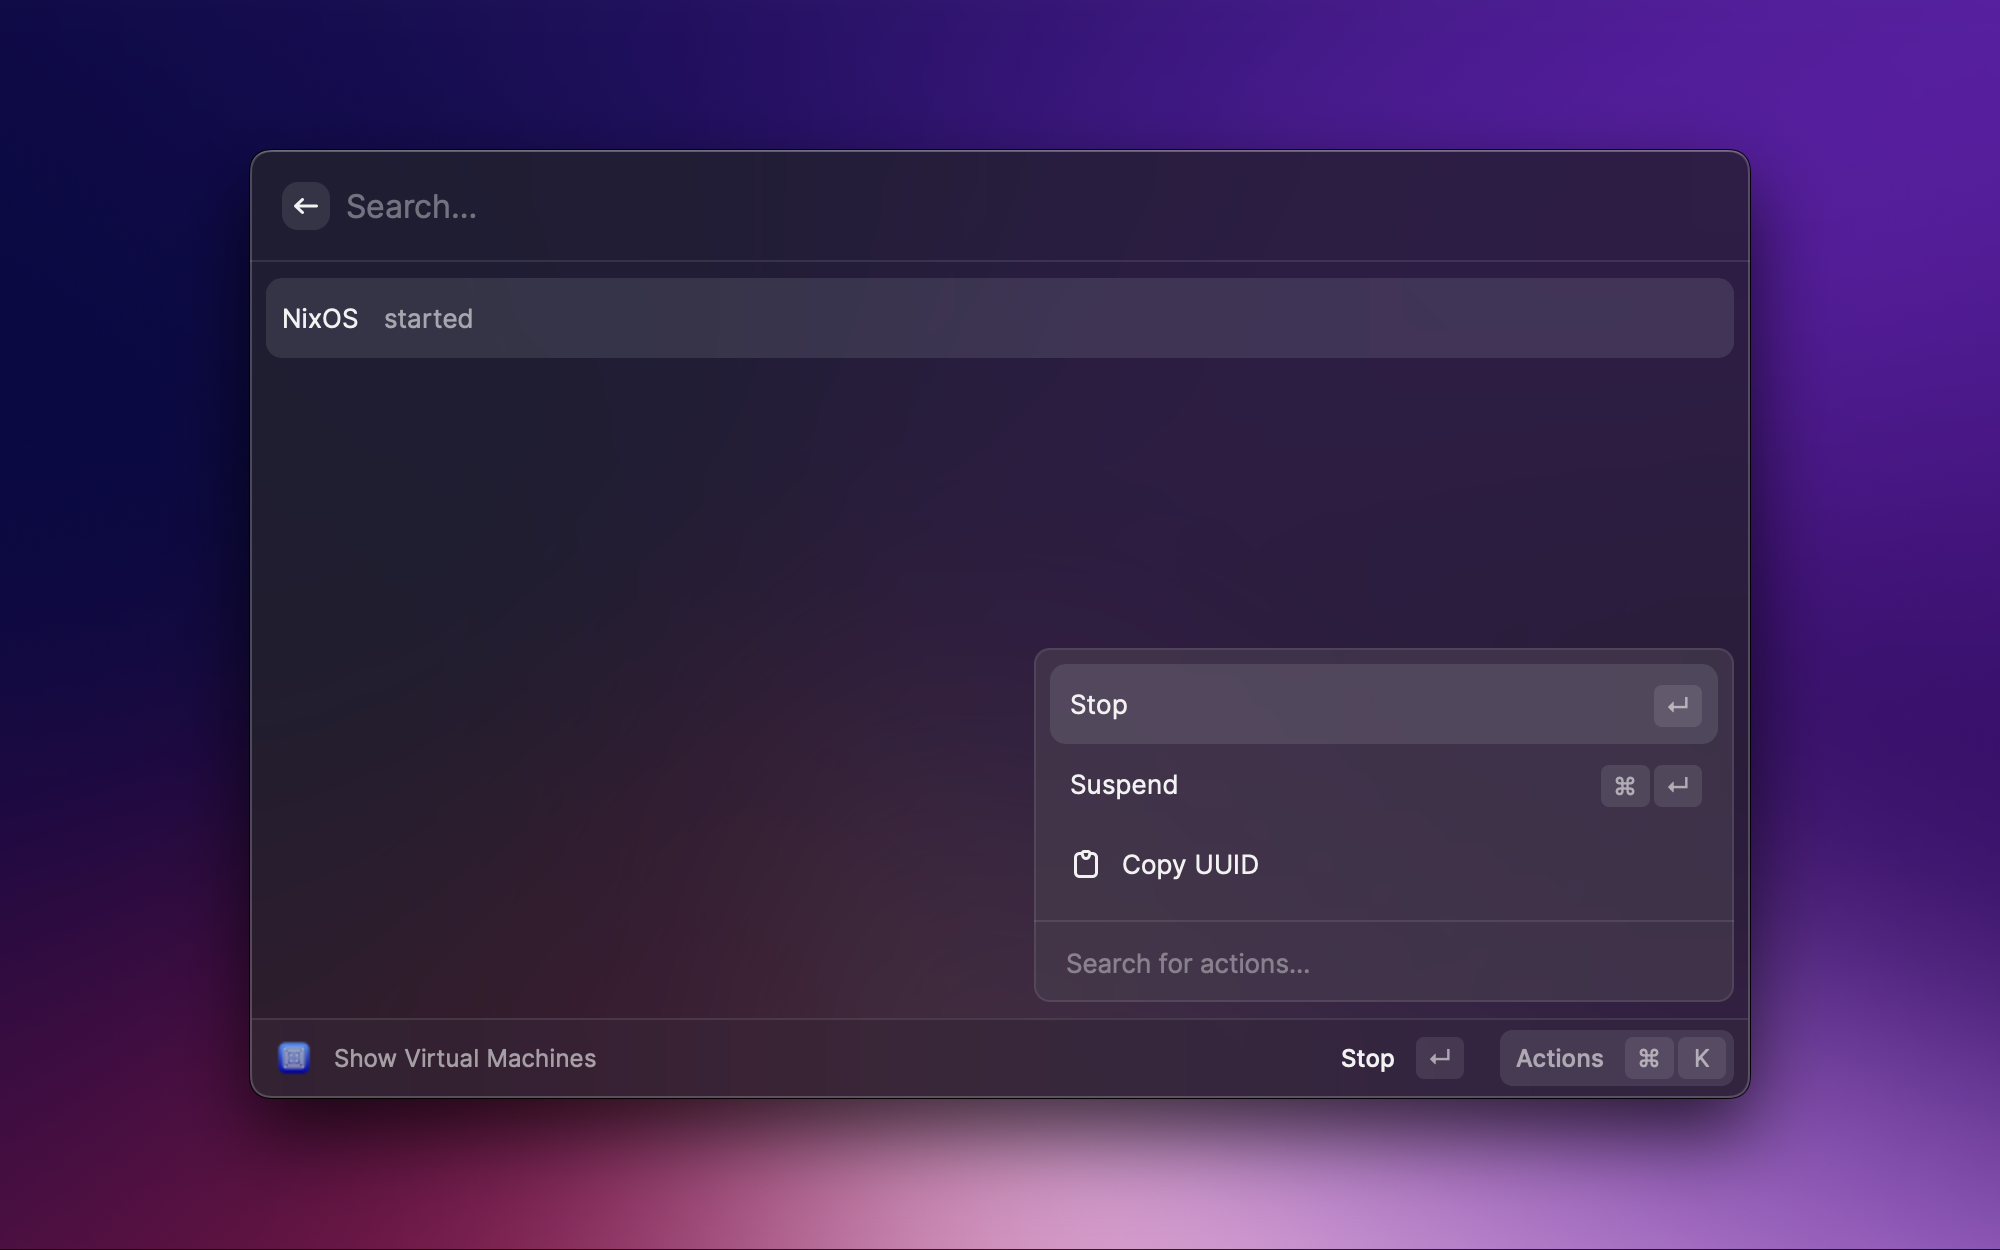 Search...
NixOS started
Stop
Suspend ⌘
Copy UUID
Search for actions...
Show Virtual Machines Stop Actions ⌘ K